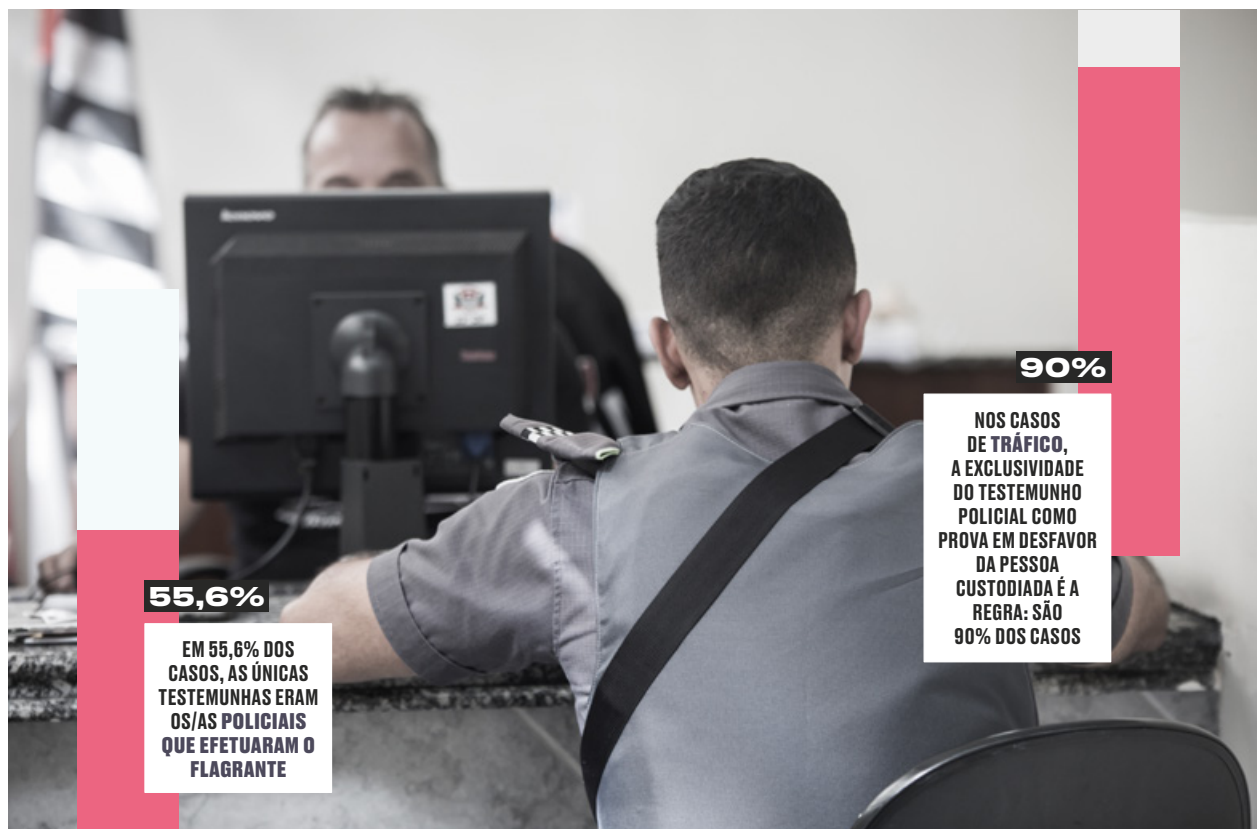 lenovo
55,6%
EM 55,6% DOS
CASOS, AS ÚNICAS
TESTEMUNHAS ERAM
OS/AS POLICIAIS
QUE EFETUARAM O
FLAGRANTE
90%
NOS CASOS
DE TRÁFICO,
A EXCLUSIVIDADE
DO TESTEMUNHO
POLICIAL COMO
PROVA EM DESFAVOR
DA PESSOA
CUSTODIADA É A
REGRA: SÃO
90% DOS CASOS